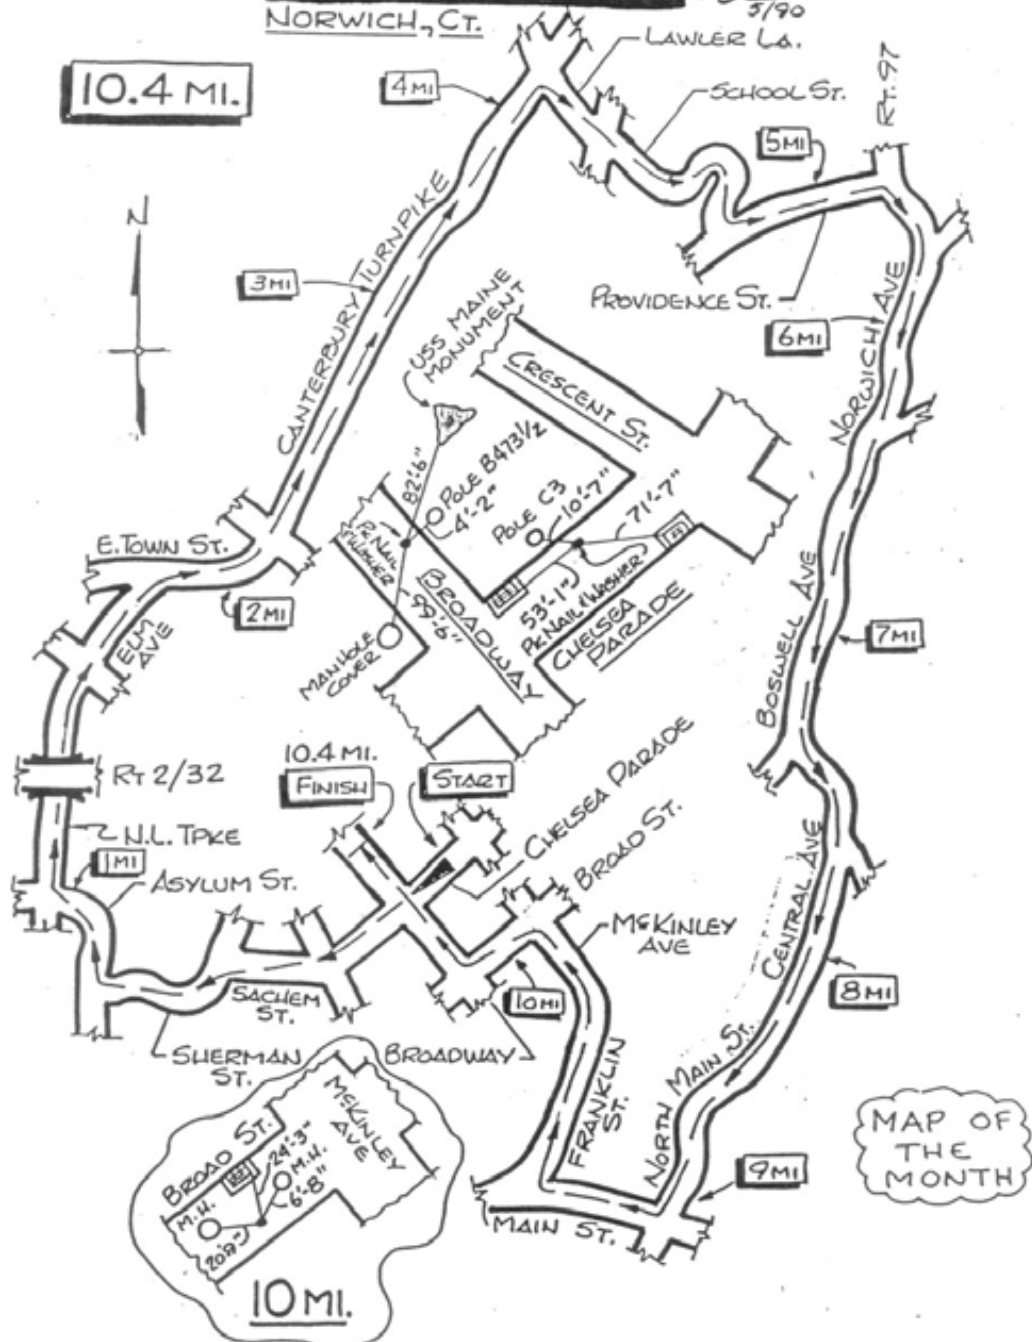 5/90
NORWICH, CT.
10.4 MI.
LAWLER LA.
4 MI
SCHOOL ST.
RT. 97
5 MI
N
CANTERBURY TURNPIKE
3 MI
USS MAINE
MONUMENT
PROVIDENCE ST.
6 MI
NORWICH AVE
CRESCENT ST.
82'-6"
POLE 8473 1/2
4'-2"
POLE C3
10'-7"
71'-7"
PK NAIL
& WASHER
E. TOWN ST.
2 MI
ELM
AVE
99'-6"
BROADWAY
53'-1"
PK NAIL & WASHER
CHELSEA
PARADE
MANHOLE
COVER
BOSWELL AVE
7 MI
RT 2/32
10.4 MI.
FINISH
START
CHELSEA PARADE
BROAD ST.
N.L. TPKE
1 MI
ASYLUM ST.
MCKINLEY
AVE
CENTRAL AVE
8 MI
SACHEM
ST.
10 MI
SHERMAN
ST.
BROADWAY
FRANKLIN
ST.
NORTH MAIN ST.
MAIN ST.
9 MI
MAP OF
THE
MONTH
BROAD ST.
MCKINLEY
AVE
24'-3"
M.H.
6'-8"
M.H.
10 MI.